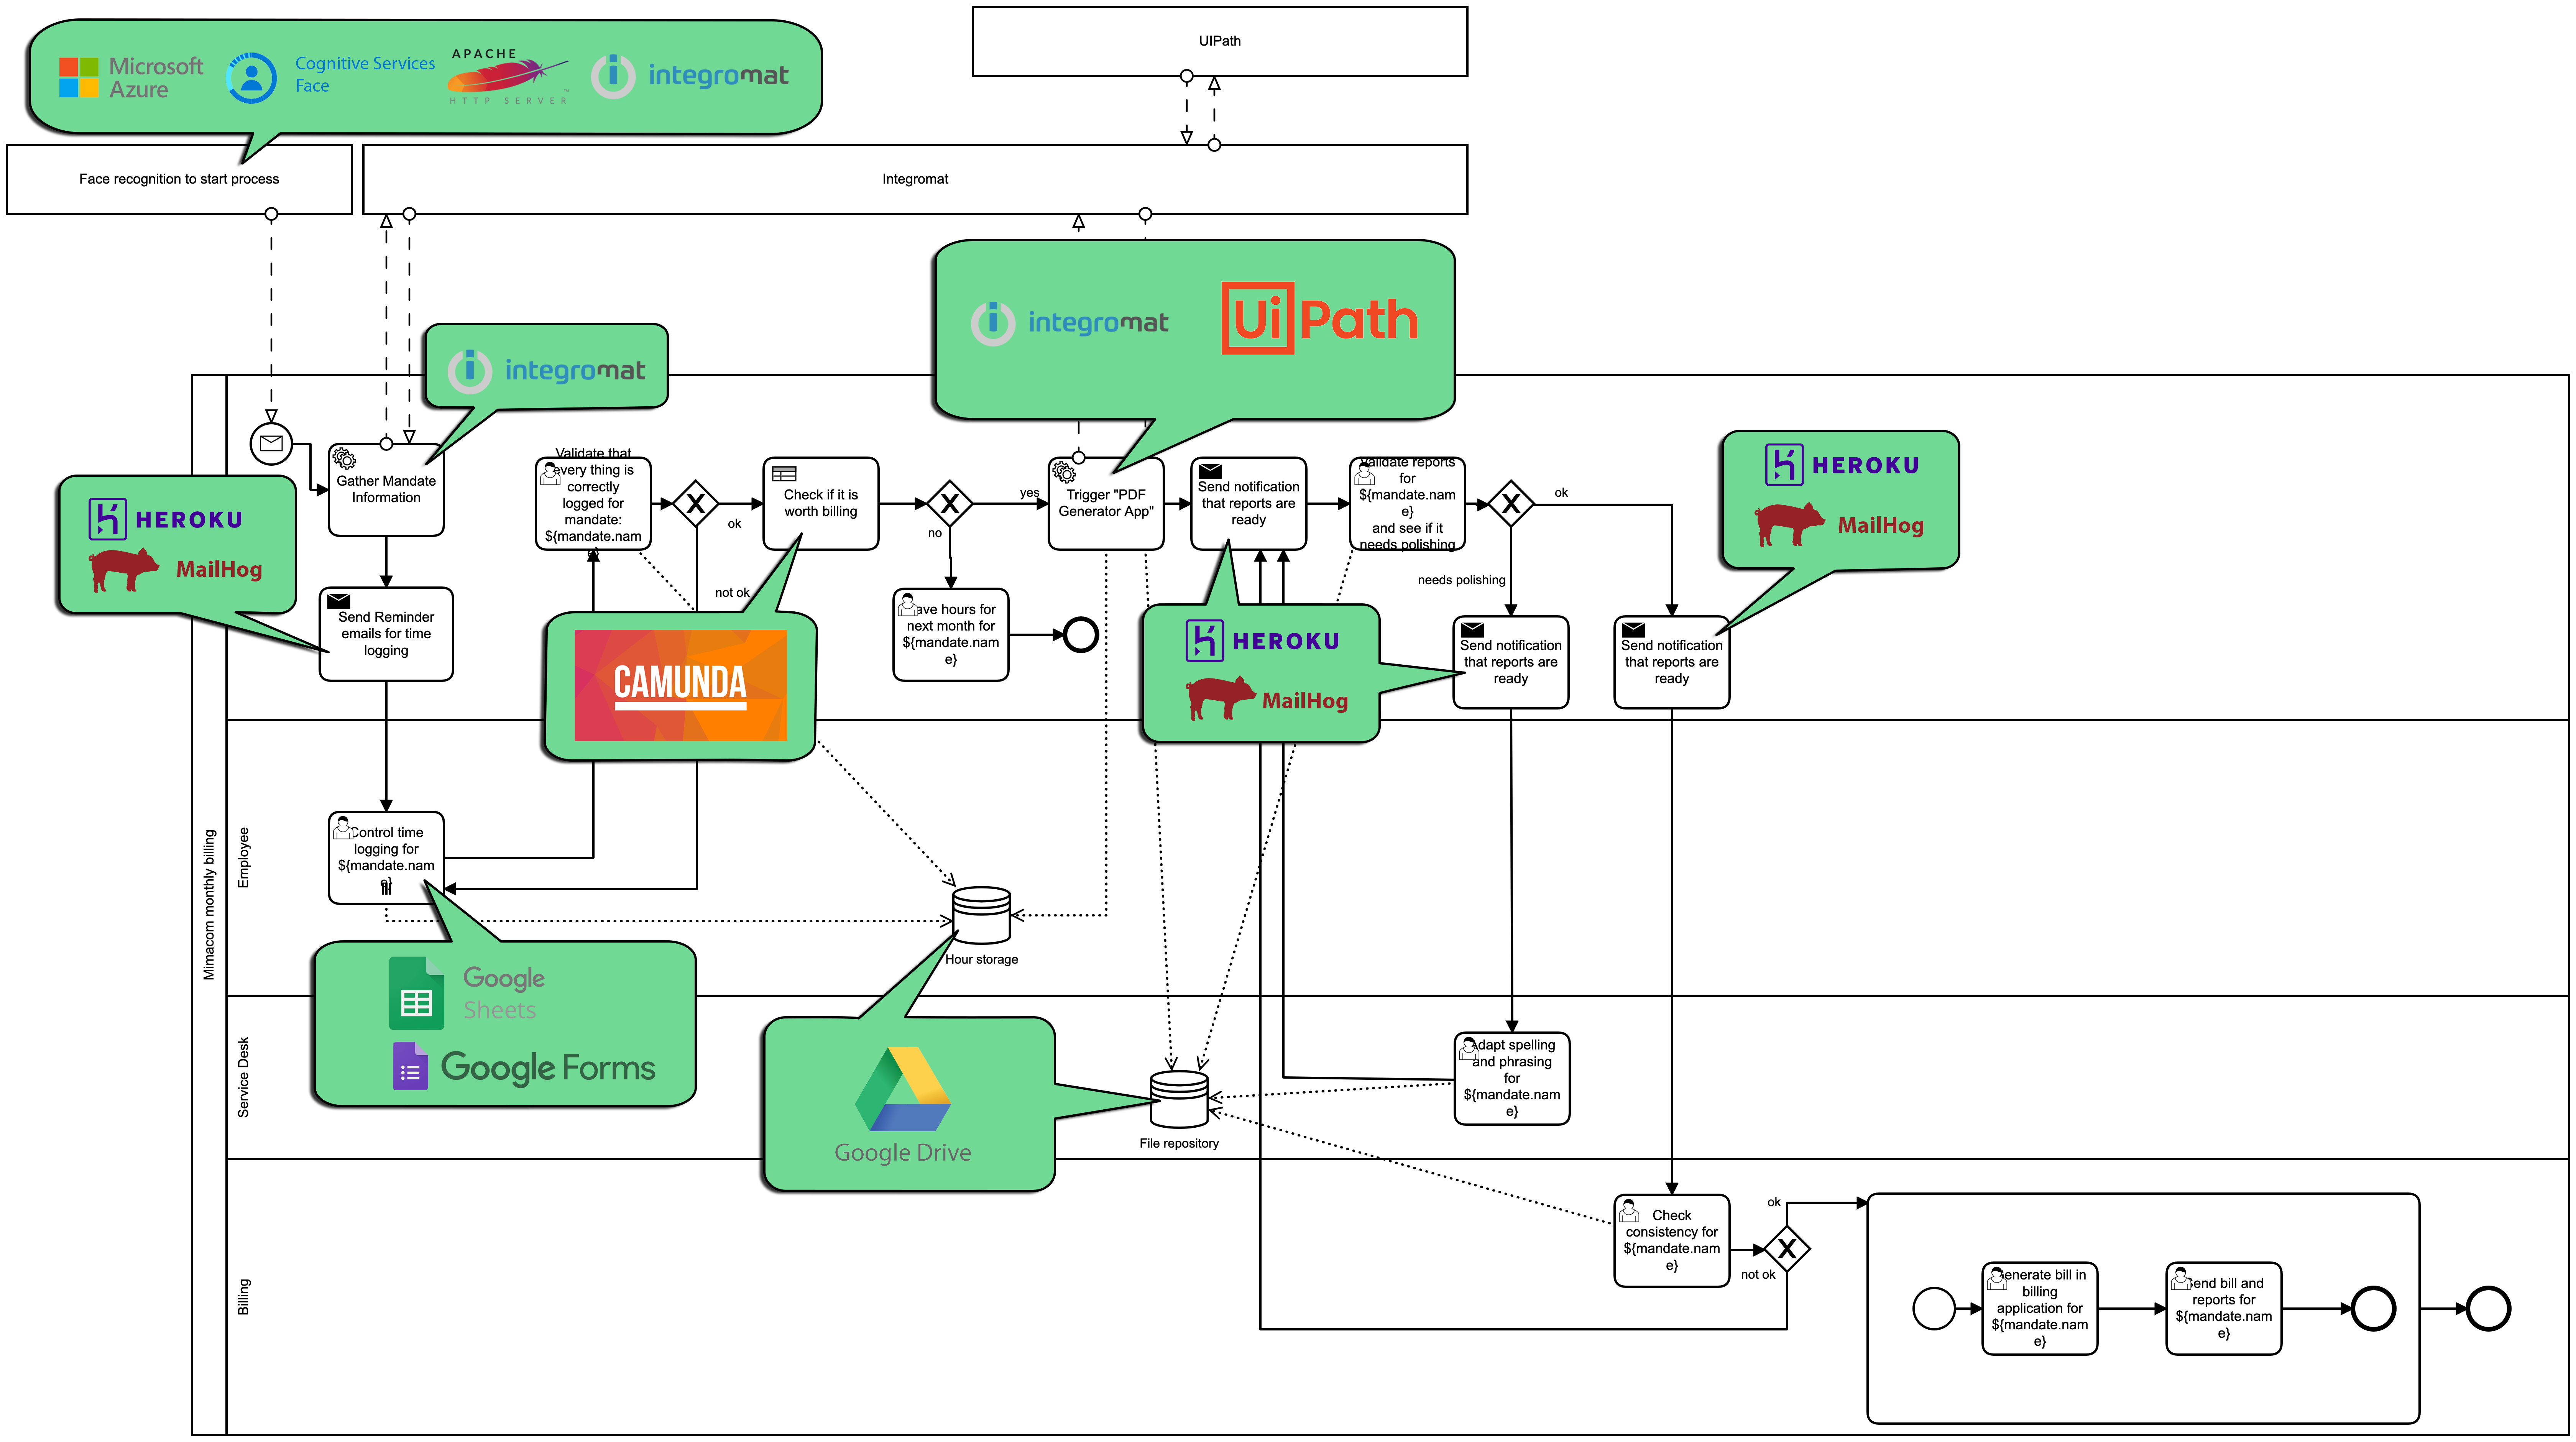 UIPath
Microsoft
Azure
Cognitive Services
Face
APACHE
HTTP SERVER
™
integromat
Face recognition to start process
Integromat
integromat
UiPath
integromat
Gather Mandate
Information
Validate that
every thing is
correctly
logged for
mandate:
${mandate.nam
e}
ok
not ok
Check if it is
worth billing
yes
no
Trigger "PDF
Generator App"
Send notification
that reports are
ready
Validate reports
for
${mandate.nam
e}
and see if it
needs polishing
ok
needs polishing
HEROKU
MailHog
HEROKU
MailHog
Send Reminder
emails for time
logging
CAMUNDA
ave hours for
next month for
${mandate.nam
e}
HEROKU
MailHog
Send notification
that reports are
ready
Send notification
that reports are
ready
Mimacom monthly billing
Employee
Control time
logging for
${mandate.nam
e}
Hour storage
Google
Sheets
Google Forms
Service Desk
Google Drive
File repository
Adapt spelling
and phrasing
for
${mandate.nam
e}
Billing
Check
consistency for
${mandate.nam
e}
ok
not ok
enerate bill in
billing
application for
${mandate.nam
e}
Send bill and
reports for
${mandate.nam
e}